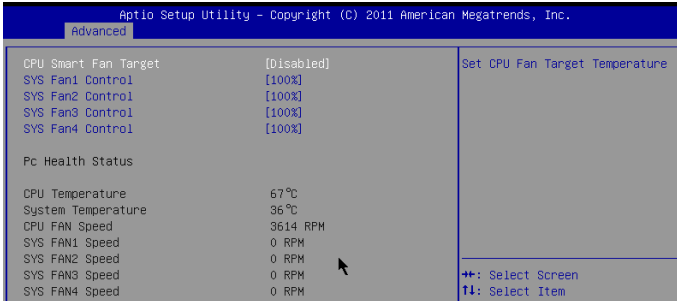 Aptio Setup Utility – Copyright (C) 2011 American Megatrends, Inc.
Advanced
CPU Smart Fan Target [Disabled]
SYS Fan1 Control [100%]
SYS Fan2 Control [100%]
SYS Fan3 Control [100%]
SYS Fan4 Control [100%]
Pc Health Status
CPU Temperature 67°C
System Temperature 36°C
CPU FAN Speed 3614 RPM
SYS FAN1 Speed 0 RPM
SYS FAN2 Speed 0 RPM
SYS FAN3 Speed 0 RPM
SYS FAN4 Speed 0 RPM
Set CPU Fan Target Temperature
→←: Select Screen
↑↓: Select Item